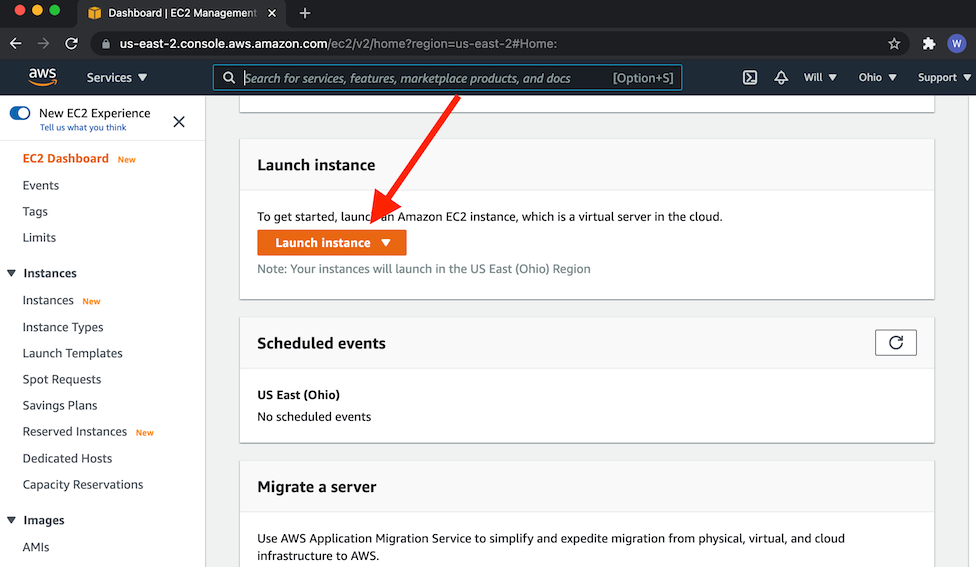 Dashboard | EC2 Management
us-east-2.console.aws.amazon.com/ec2/v2/home?region=us-east-2#Home:
W
aws
Services
Search for services, features, marketplace products, and docs
[Option+S]
Will
Ohio
Support
New EC2 Experience
Tell us what you think
EC2 Dashboard New
Events
Tags
Limits
Instances
Instances New
Instance Types
Launch Templates
Spot Requests
Savings Plans
Reserved Instances New
Dedicated Hosts
Capacity Reservations
Images
AMIs
Launch instance
To get started, launch an Amazon EC2 instance, which is a virtual server in the cloud.
Launch instance
Note: Your instances will launch in the US East (Ohio) Region
Scheduled events
US East (Ohio)
No scheduled events
Migrate a server
Use AWS Application Migration Service to simplify and expedite migration from physical, virtual, and cloud
infrastructure to AWS.